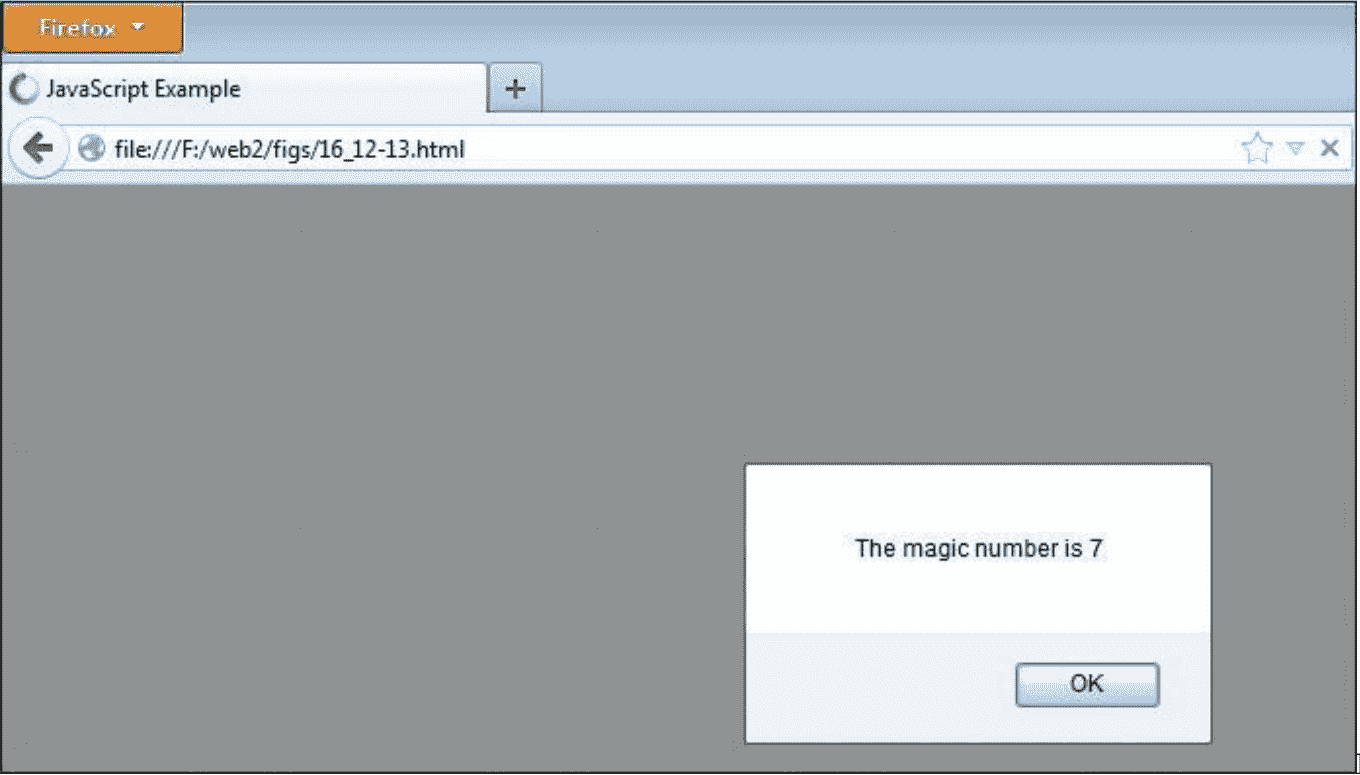 Firefox
JavaScript Example
file:///F:/web2/figs/16_12-13.html
The magic number is 7
OK